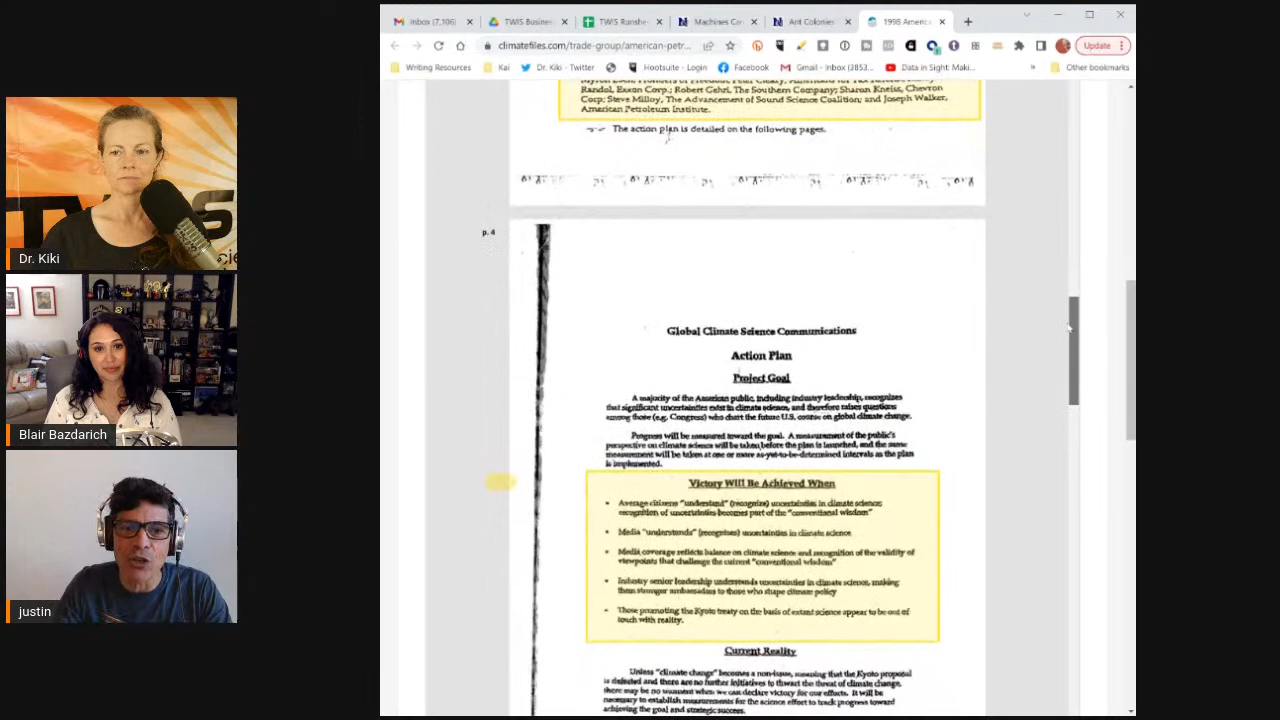 Inbox (7,106)
TWIS Busines
TWIS Runshe
Machines Ca
Ant Colonies
1998 Americ
climatefiles.com/trade-group/american-petr...
Update
Writing Resources
Kai
Dr. Kiki - Twitter
Hootsuite - Login
Facebook
Gmail - Inbox (2853...
Data in Sight: Maki...
Other bookmarks
Randol, Exxon Corp.; Robert Gehri, The Southern Company; Sharon Kneiss, Chevron
Corp; Steve Milloy, The Advancement of Sound Science Coalition; and Joseph Walker,
American Petroleum Institute.
The action plan is detailed on the following pages.
p. 4
Global Climate Science Communications
Action Plan
Project Goal
A majority of the American public, including industry leadership, recognizes
that significant uncertainties exist in climate science, and therefore raises questions
among those (e.g. Congress) who chart the future U.S. course on global climate change.
Progress will be measured toward the goal. A measurement of the public's
perspective on climate science will be taken before the plan is launched, and the same
measurement will be taken at one or more as-yet-to-be-determined intervals as the plan
is implemented.
Victory Will Be Achieved When
• Average citizens "understand" (recognize) uncertainties in climate science;
recognition of uncertainties becomes part of the "conventional wisdom"
• Media "understands" (recognizes) uncertainties in climate science
• Media coverage reflects balance on climate science and recognition of the validity of
viewpoints that challenge the current "conventional wisdom"
• Industry senior leadership understands uncertainties in climate science, making
them stronger ambassadors to those who shape climate policy
• Those promoting the Kyoto treaty on the basis of extant science appear to be out of
touch with reality.
Current Reality
Unless "climate change" becomes a non-issue, meaning that the Kyoto proposal
is defeated and there are no further initiatives to thwart the threat of climate change,
there may be no moment when we can declare victory for our efforts. It will be
necessary to establish measurements for the science effort to track progress toward
achieving the goal and strategic success.
Dr. Kiki
Blair Bazdarich
justin